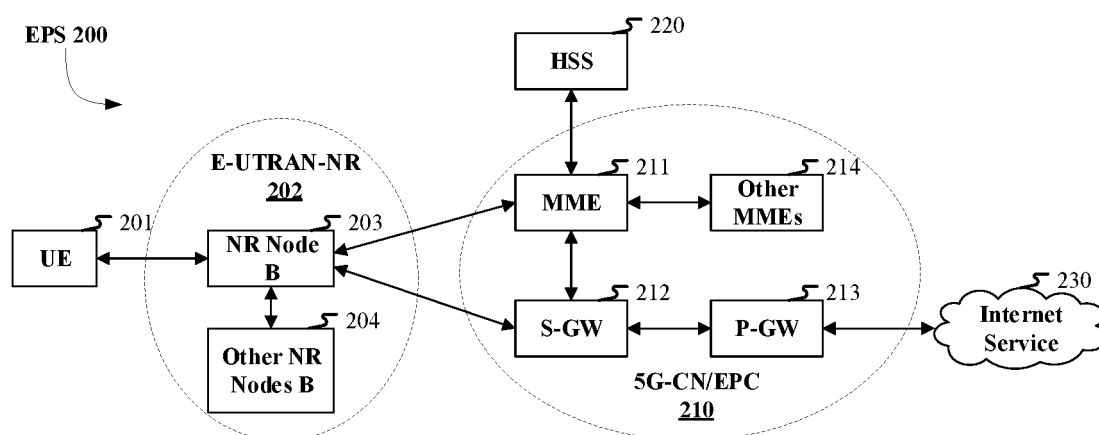 EPS 200
220
HSS
E-UTRAN-NR
202
211
MME
214
Other
MMEs
201
UE
203
NR Node
B
204
Other NR
Nodes B
212
S-GW
213
P-GW
230
Internet
Service
5G-CN/EPC
210